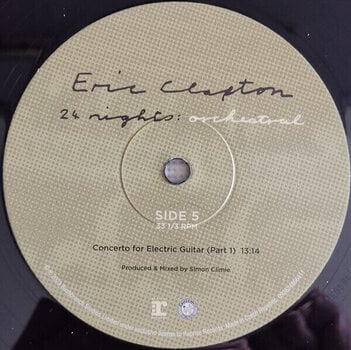 Eric Clapton
24 nights: orchestral
SIDE 5
33 1/3 RPM
Concerto for Electric Guitar (Part 1) 13:14
Produced & Mixed by Simon Climie